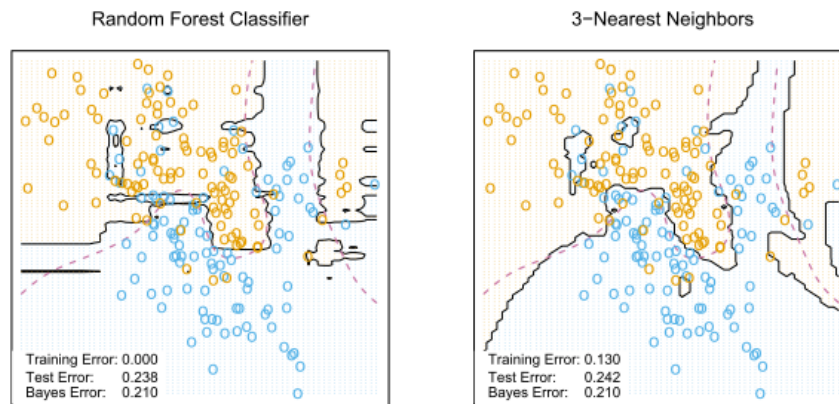 Random Forest Classifier
Training Error: 0.000
Test Error: 0.238
Bayes Error: 0.210
3−Nearest Neighbors
Training Error: 0.130
Test Error: 0.242
Bayes Error: 0.210